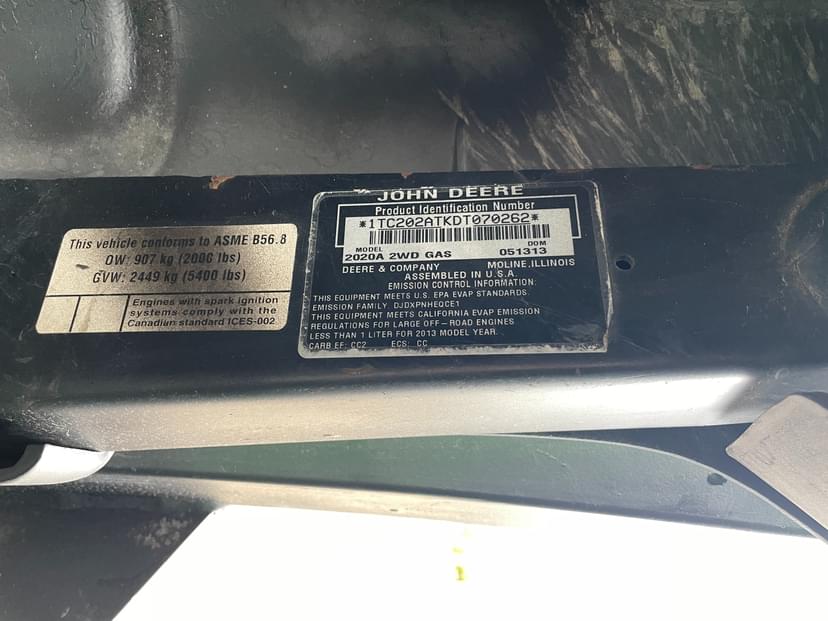 This vehicle conforms to ASME B56.8
OW: 907 kg (2000 lbs)
GVW: 2449 kg (5400 lbs)
Engines with spark ignition
systems comply with the
Canadian standard ICES-002
JOHN DEERE
Product Identification Number
*1TC202ATKDT070262*
MODEL DOM
2020A 2WD GAS 051313
DEERE & COMPANY MOLINE, ILLINOIS
ASSEMBLED IN U.S.A.
EMISSION CONTROL INFORMATION:
THIS EQUIPMENT MEETS U.S. EPA EVAP STANDARDS.
EMISSION FAMILY: DJDXPNHEQCE1
THIS EQUIPMENT MEETS CALIFORNIA EVAP EMISSION
REGULATIONS FOR LARGE OFF-ROAD ENGINES
LESS THAN 1 LITER FOR 2013 MODEL YEAR.
CARB EF: CC2 ECS: CC